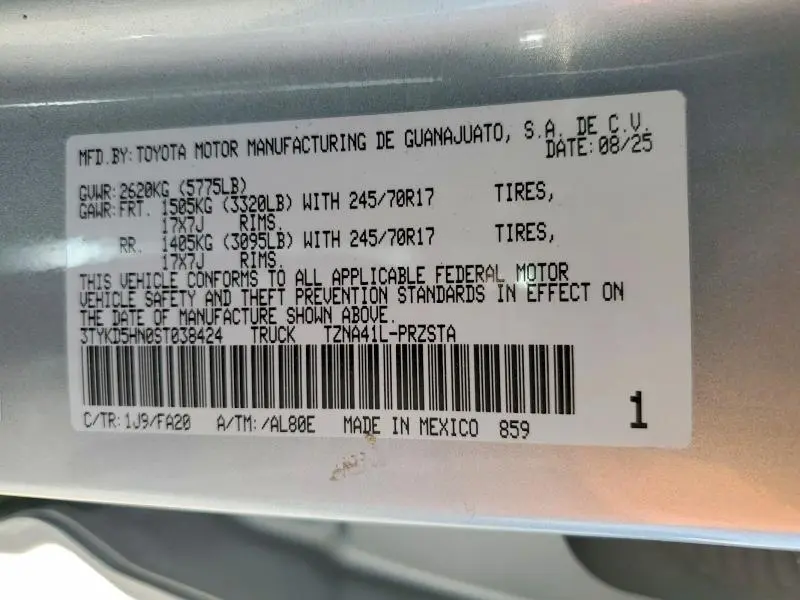 MFD.BY: TOYOTA MOTOR MANUFACTURING DE GUANAJUATO, S.A. DE C.V.
DATE: 08/25
GVWR: 2620KG (5775LB)
GAWR: FRT. 1505KG (3320LB) WITH 245/70R17 TIRES,
17X7J RIMS.
RR. 1405KG (3095LB) WITH 245/70R17 TIRES,
17X7J RIMS.
THIS VEHICLE CONFORMS TO ALL APPLICABLE FEDERAL MOTOR
VEHICLE SAFETY AND THEFT PREVENTION STANDARDS IN EFFECT ON
THE DATE OF MANUFACTURE SHOWN ABOVE.
3TYKD5HN0ST038424 TRUCK TZNA41L-PRZSTA
C/TR: 1J9/FA20 A/TM: /AL80E MADE IN MEXICO 859
1